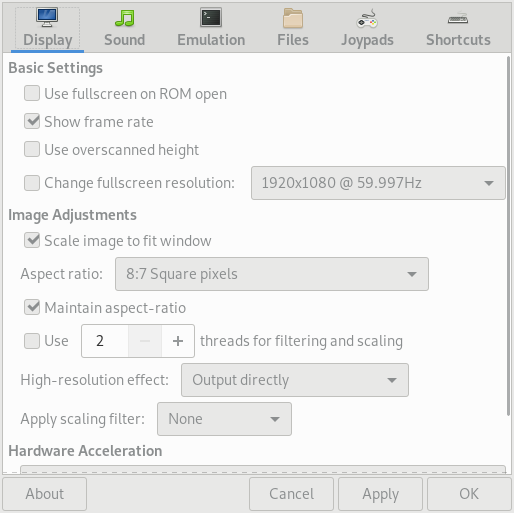 Display Sound Emulation Files Joypads Shortcuts
Basic Settings
Use fullscreen on ROM open
Show frame rate
Use overscanned height
Change fullscreen resolution: 1920x1080 @ 59.997Hz
Image Adjustments
Scale image to fit window
Aspect ratio: 8:7 Square pixels
Maintain aspect-ratio
Use 2 − + threads for filtering and scaling
High-resolution effect: Output directly
Apply scaling filter: None
Hardware Acceleration
About Cancel Apply OK